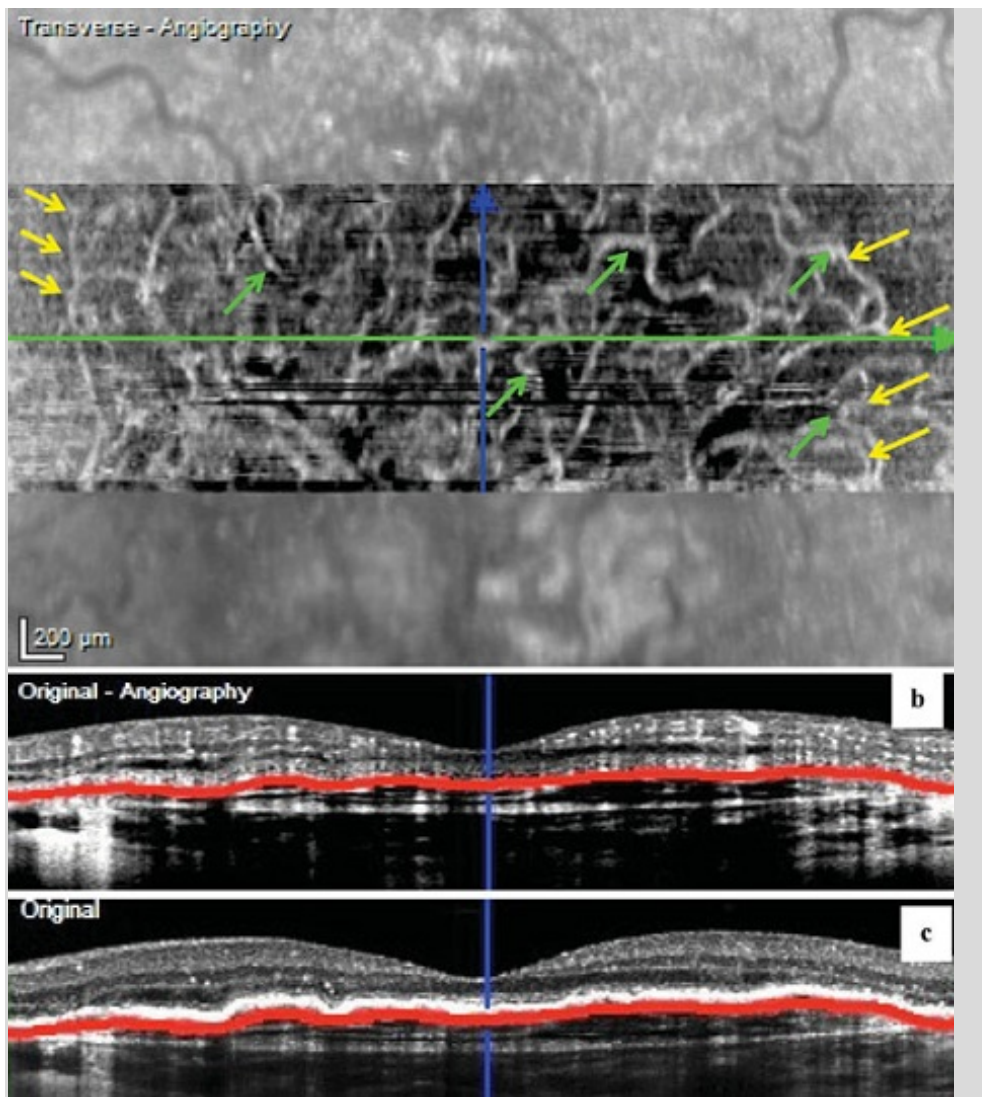 Transverse - Angiography
200 µm
Original - Angiography
b
Original
c